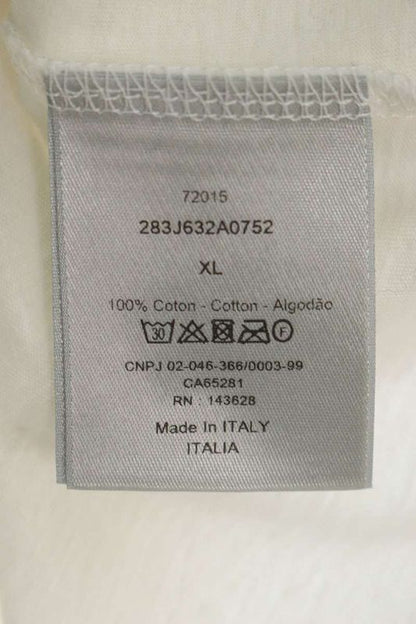 72015
283J632A0752
XL
100% Coton - Cotton - Algodão
30 F
CNPJ 02-046-366/0003-99
CA65281
RN : 143628
Made In ITALY
ITALIA